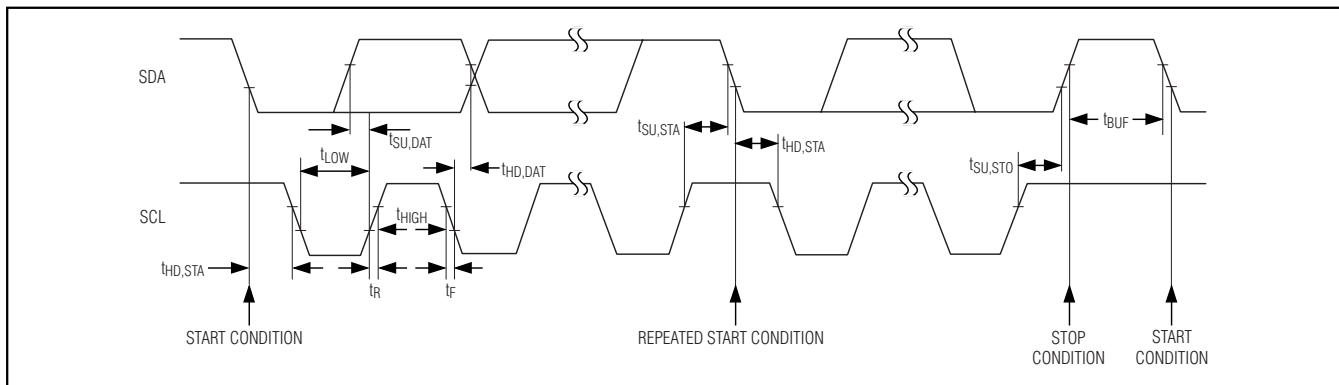 SDA
tSU,DAT
tLOW
tHD,DAT
tSU,STA
tHD,STA
tBUF
tSU,STO
SCL
tHIGH
tHD,STA
tR
tF
START CONDITION
REPEATED START CONDITION
STOP
CONDITION
START
CONDITION